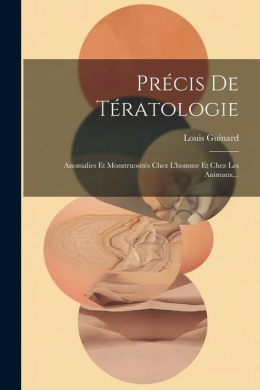 Précis De
Tératologie
Louis Guinard
Anomalies Et Monstruosités Chez L'homme Et Chez Les
Animaux...